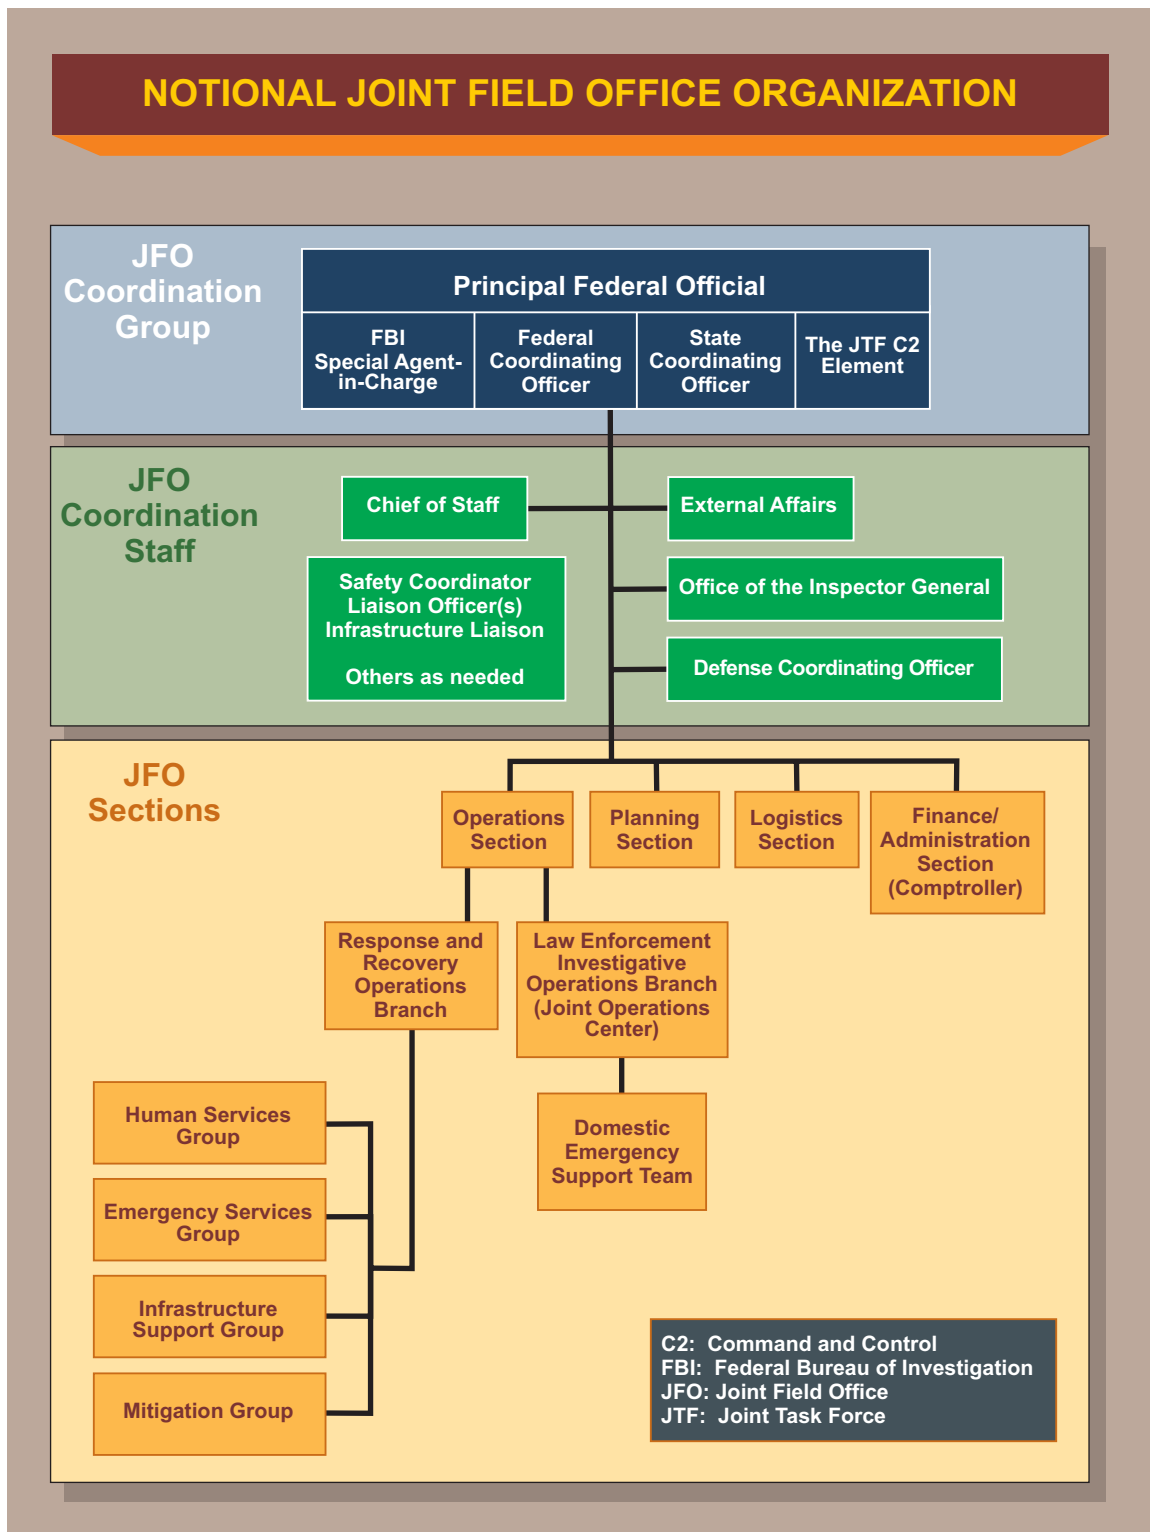 NOTIONAL JOINT FIELD OFFICE ORGANIZATION
JFO
Coordination
Group
Principal Federal Official
FBI
Special Agent-
in-Charge
Federal
Coordinating
Officer
State
Coordinating
Officer
The JTF C2
Element
JFO
Coordination
Staff
Chief of Staff
External Affairs
Safety Coordinator
Liaison Officer(s)
Infrastructure Liaison
Others as needed
Office of the Inspector General
Defense Coordinating Officer
JFO
Sections
Operations
Section
Planning
Section
Logistics
Section
Finance/
Administration
Section
(Comptroller)
Response and
Recovery
Operations
Branch
Law Enforcement
Investigative
Operations Branch
(Joint Operations
Center)
Human Services
Group
Emergency Services
Group
Infrastructure
Support Group
Mitigation Group
Domestic
Emergency
Support Team
C2: Command and Control
FBI: Federal Bureau of Investigation
JFO: Joint Field Office
JTF: Joint Task Force